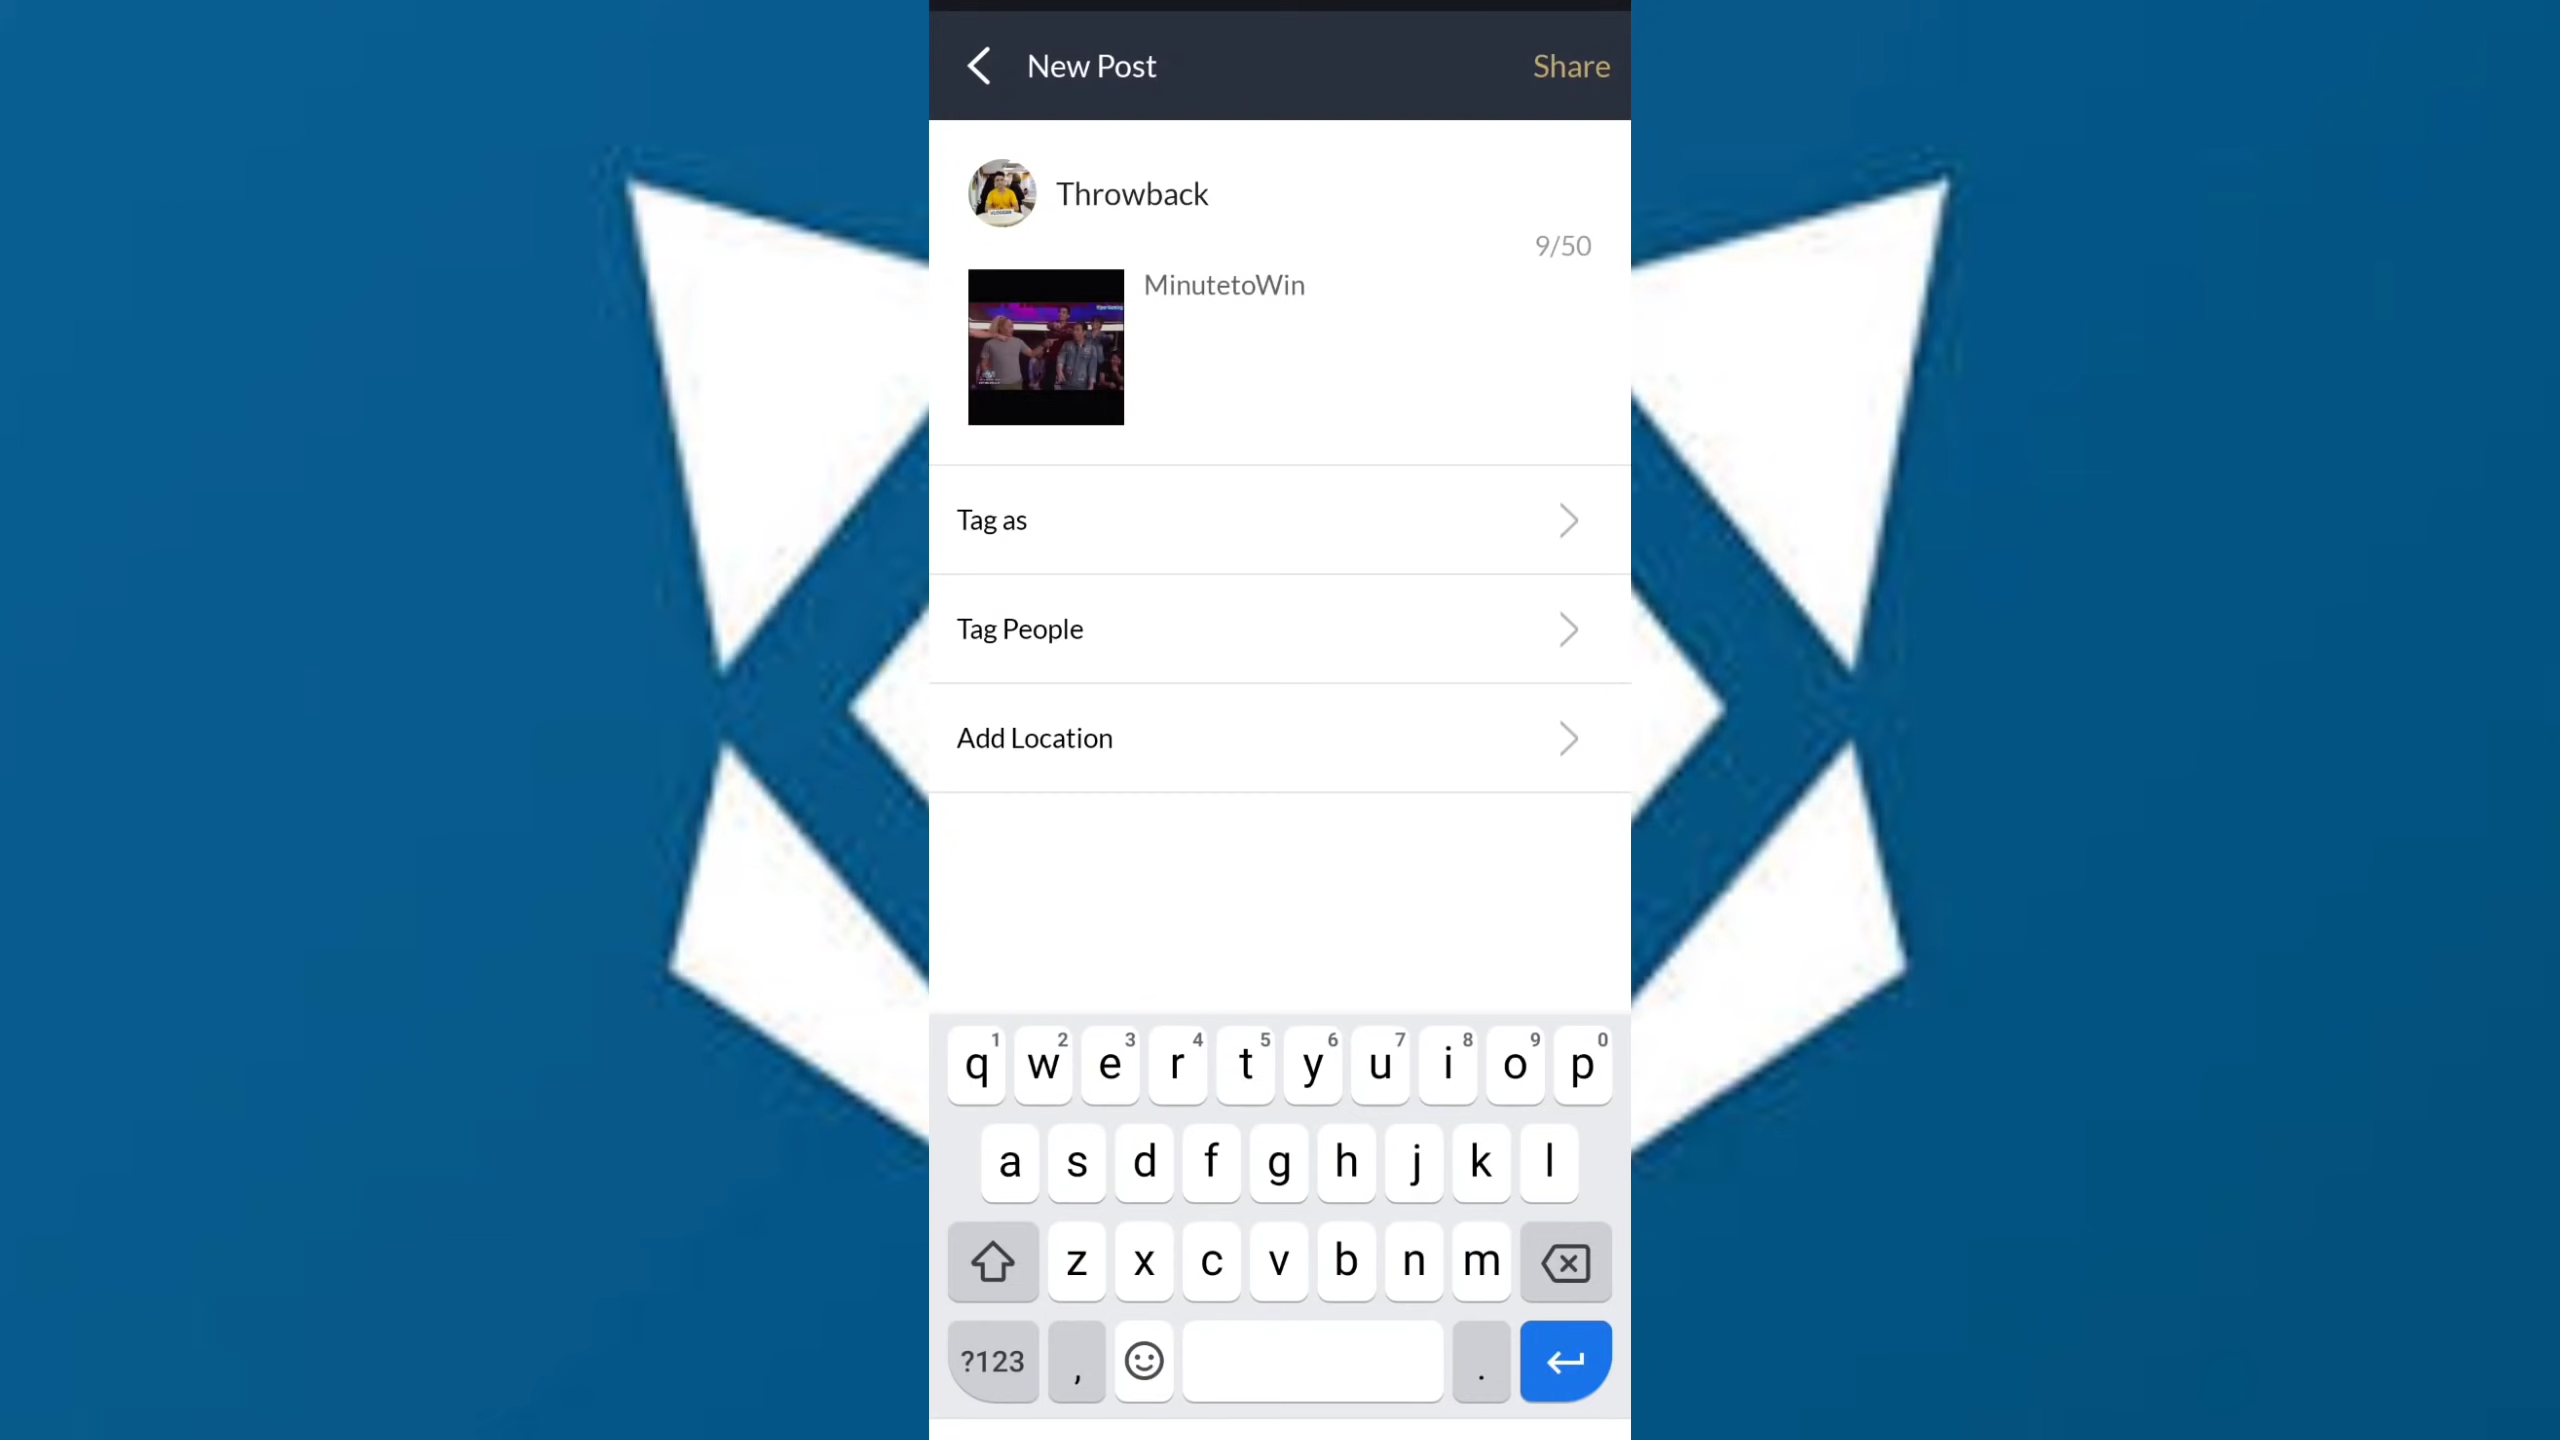 New Post
Share
Throwback
9/50
MinutetoWin
Tag as
Tag People
Add Location
1 2 3 4 5 6 7 8 9 0
q w e r t y u i o p
a s d f g h j k l
z x c v b n m
?123 , .